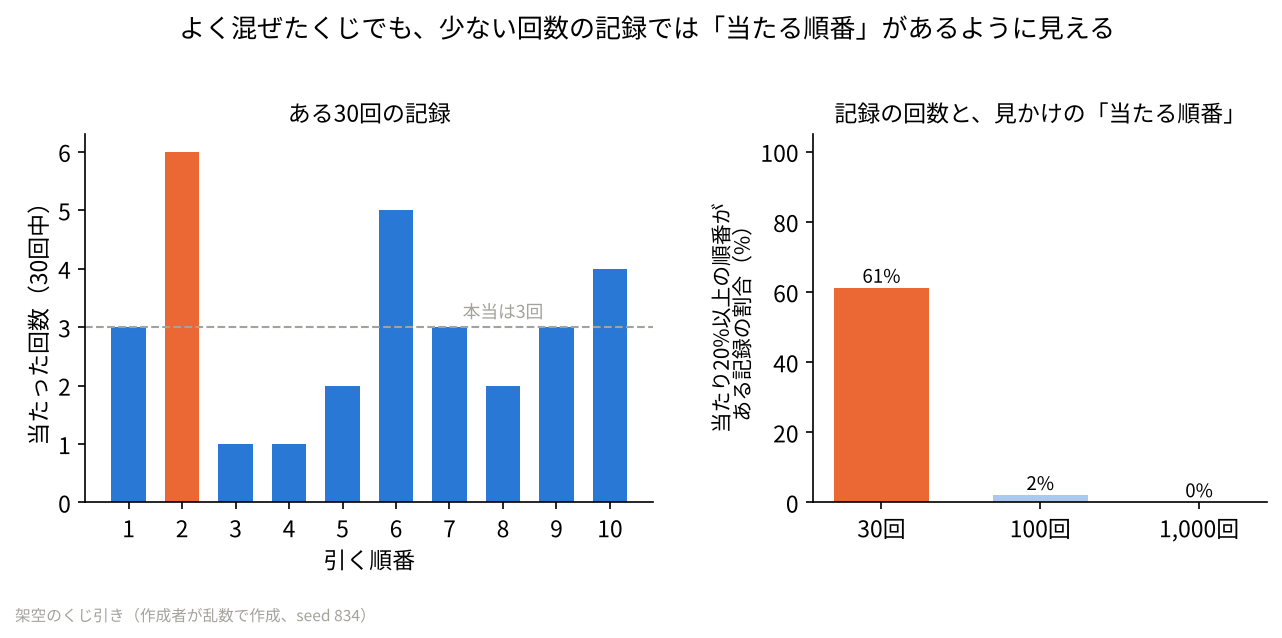 よく混ぜたくじでも、少ない回数の記録では「当たる順番」があるように見える
ある30回の記録
当たった回数（30回中）
6
5
4
3
2
1
0
本当は3回
1
2
3
4
5
6
7
8
9
10
引く順番
記録の回数と、見かけの「当たる順番」
当たり20%以上の順番が
ある記録の割合（%）
100
80
60
40
20
0
61%
2%
0%
30回
100回
1,000回
架空のくじ引き（作成者が乱数で作成、seed 834）